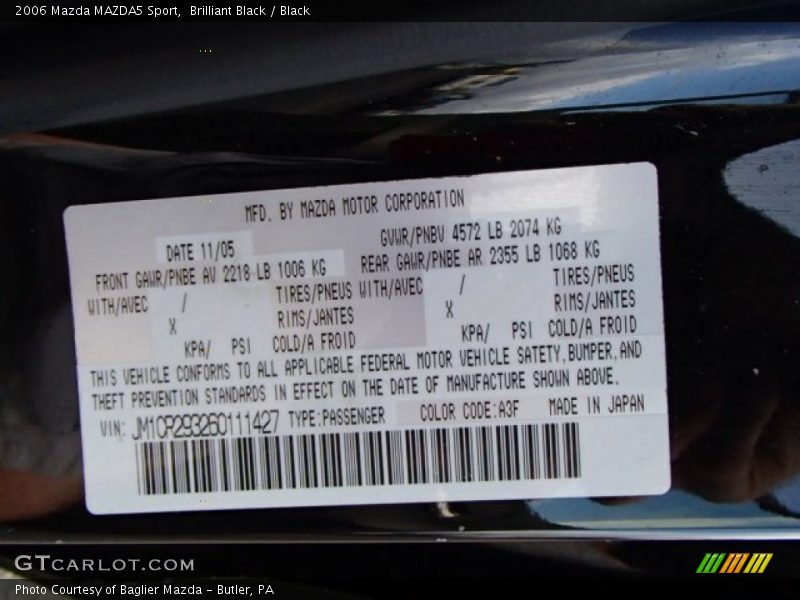 2006 Mazda MAZDA5 Sport, Brilliant Black / Black
MFD. BY MAZDA MOTOR CORPORATION
DATE 11/05 GVWR/PNBV 4572 LB 2074 KG
FRONT GAWR/PNBE AV 2218 LB 1006 KG REAR GAWR/PNBE AR 2355 LB 1068 KG
WITH/AVEC / TIRES/PNEUS WITH/AVEC / TIRES/PNEUS
X RIMS/JANTES X RIMS/JANTES
KPA/ PSI COLD/A FROID KPA/ PSI COLD/A FROID
THIS VEHICLE CONFORMS TO ALL APPLICABLE FEDERAL MOTOR VEHICLE SAFETY,BUMPER,AND
THEFT PREVENTION STANDARDS IN EFFECT ON THE DATE OF MANUFACTURE SHOWN ABOVE.
VIN: JM1CR293260111427 TYPE:PASSENGER COLOR CODE:A3F MADE IN JAPAN
GTCARLOT.COM
Photo Courtesy of Baglier Mazda - Butler, PA